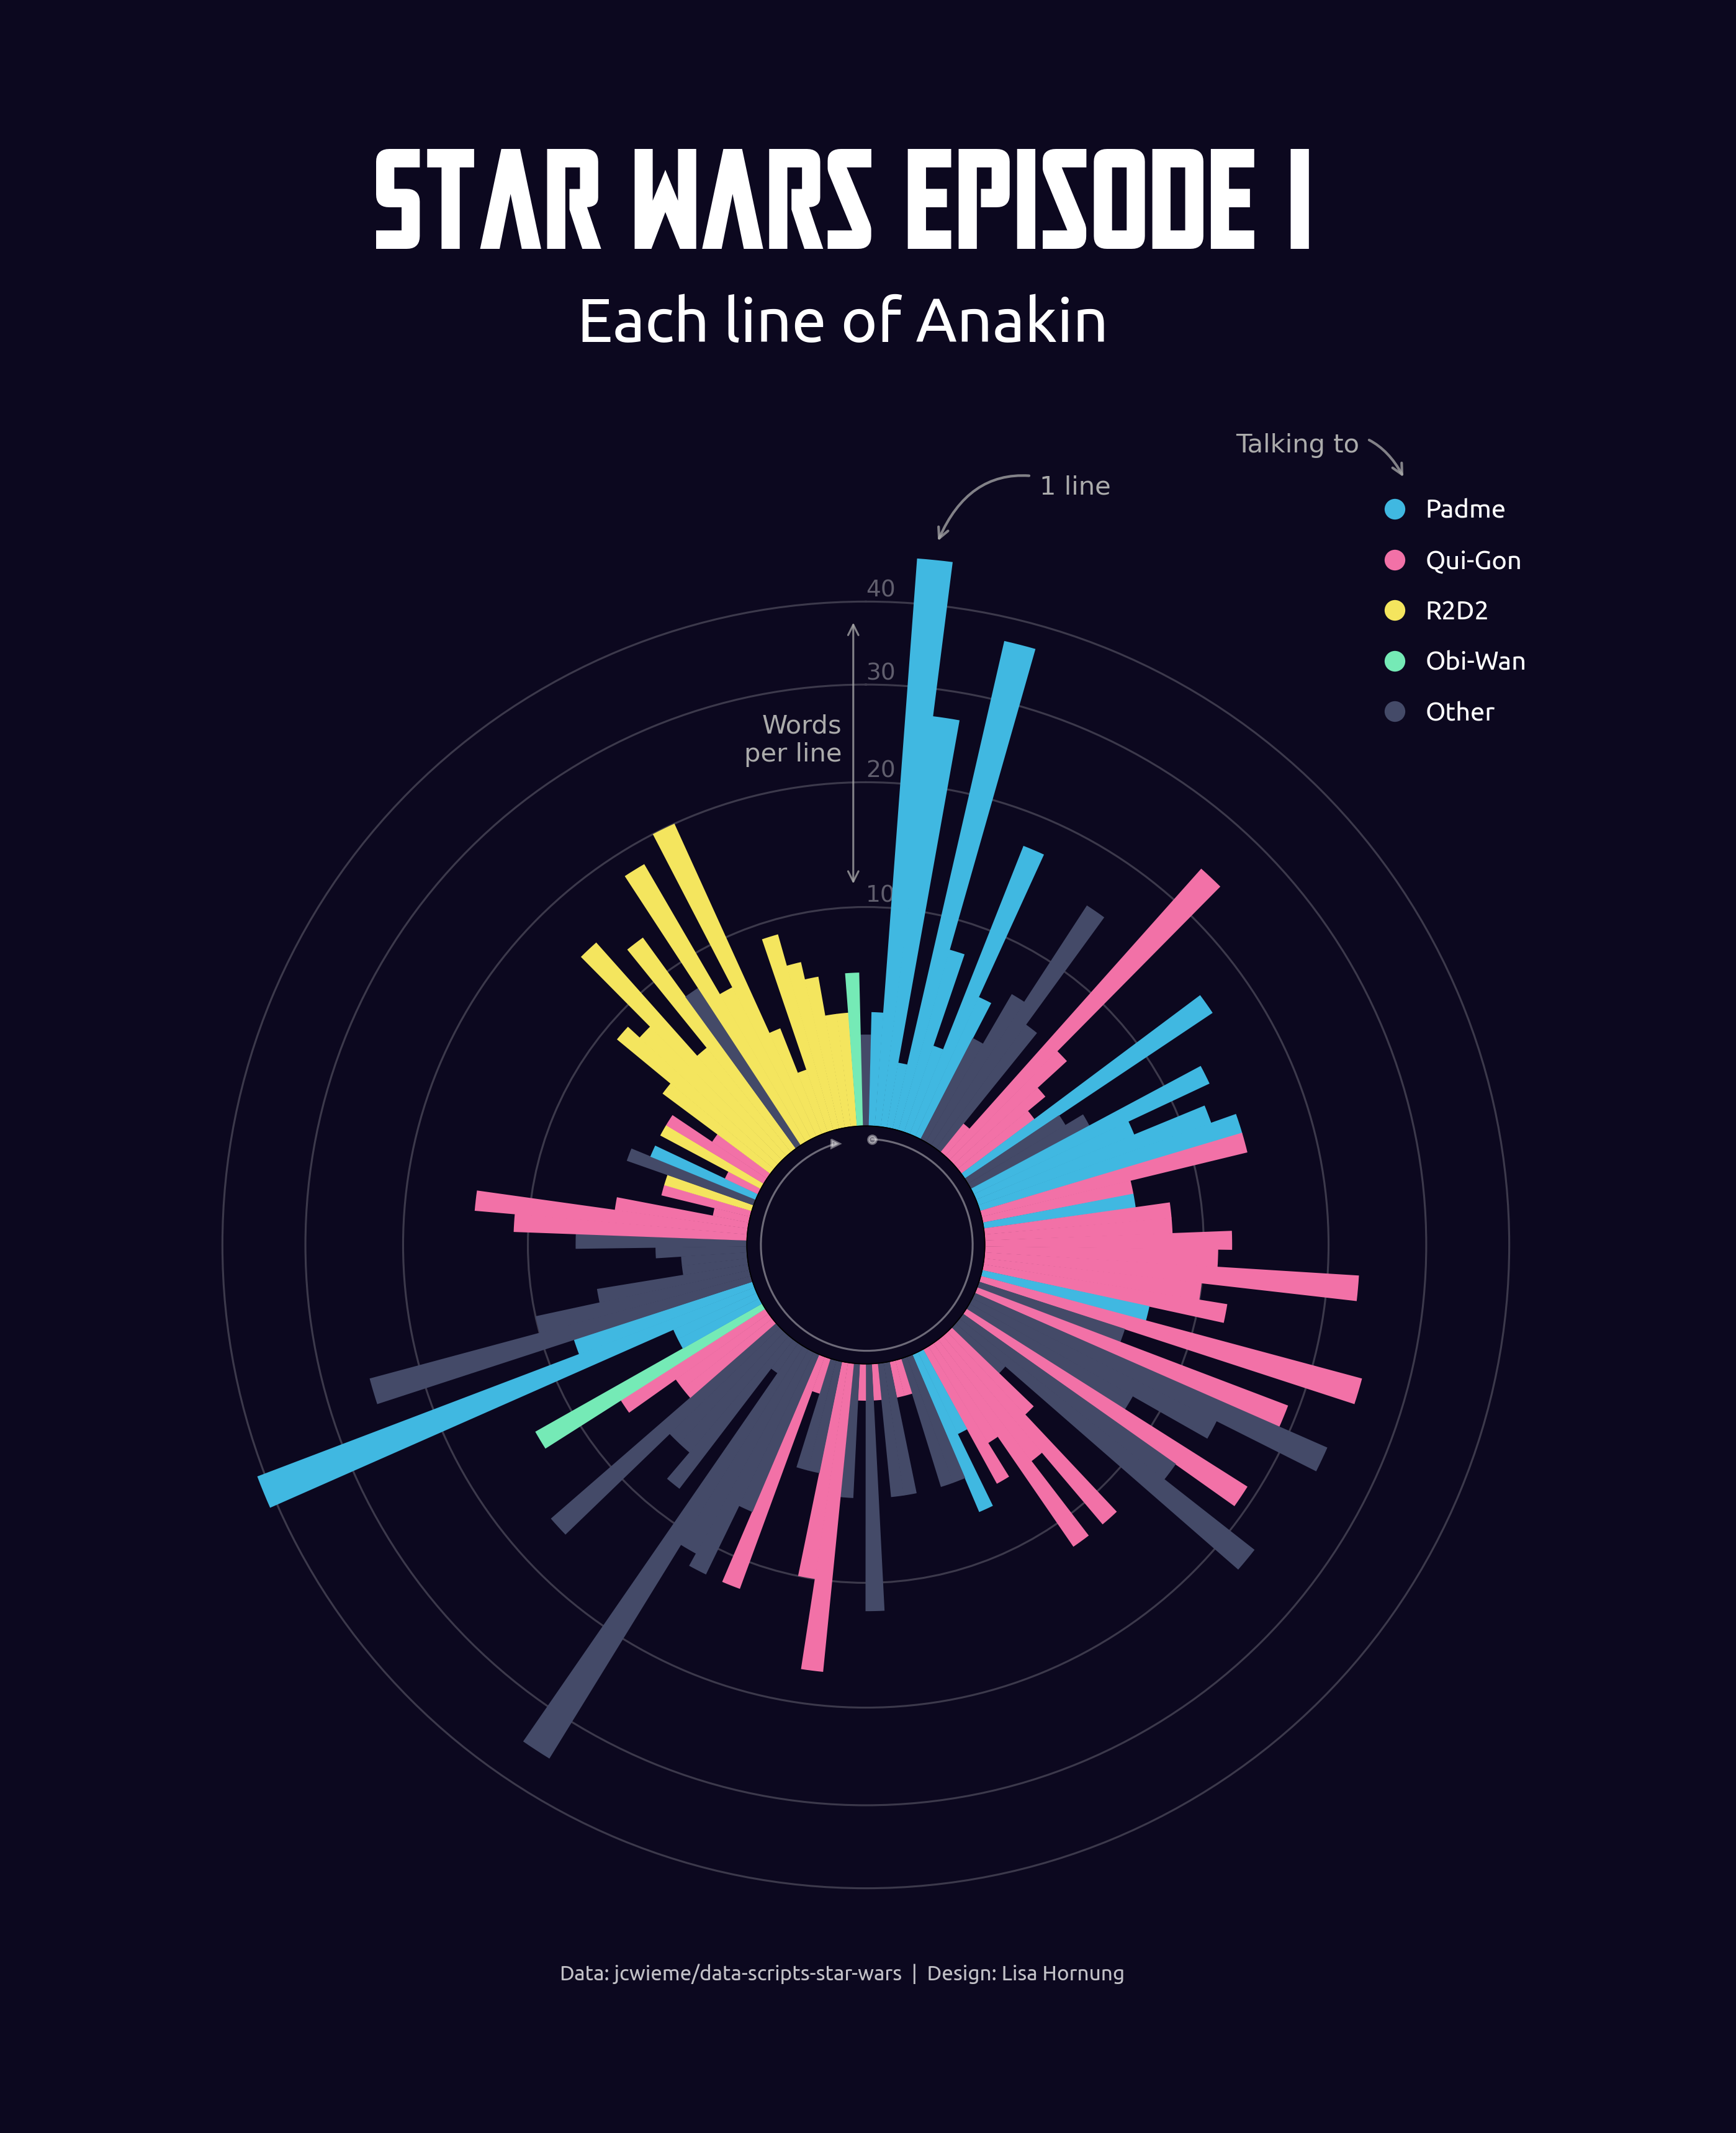 STAR WARS EPISODE I
Each line of Anakin
Talking to
1 line
Padme
Qui-Gon
R2D2
Obi-Wan
Other
40
30
Words
per line
20
10
Data: jcwieme/data-scripts-star-wars | Design: Lisa Hornung